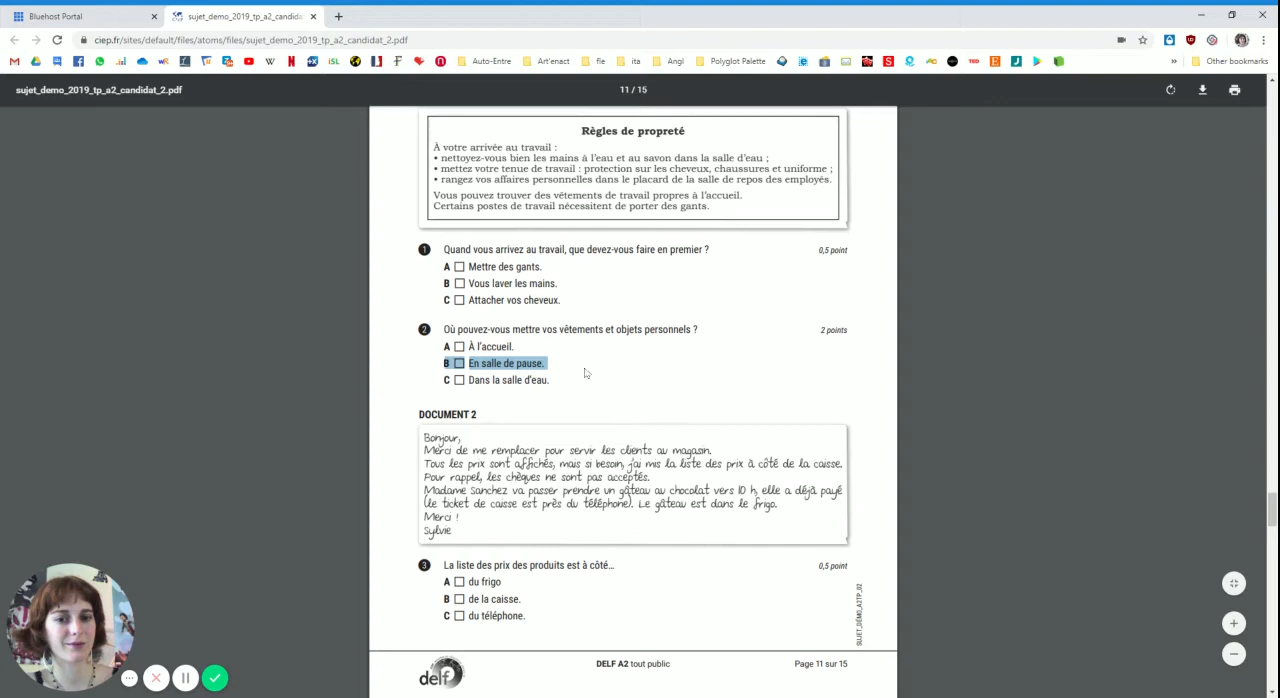 Bluehost Portal
sujet_demo_2019_tp_a2_candida
ciep.fr/sites/default/files/atoms/files/sujet_demo_2019_tp_a2_candidat_2.pdf
Auto-Entre
Art'enact
fle
ita
Angl
Polyglot Palette
Other bookmarks
sujet_demo_2019_tp_a2_candidat_2.pdf
11 / 15
Règles de propreté
À votre arrivée au travail :
• nettoyez-vous bien les mains à l'eau et au savon dans la salle d'eau ;
• mettez votre tenue de travail : protection sur les cheveux, chaussures et uniforme ;
• rangez vos affaires personnelles dans le placard de la salle de repos des employés.
Vous pouvez trouver des vêtements de travail propres à l'accueil.
Certains postes de travail nécessitent de porter des gants.
1 Quand vous arrivez au travail, que devez-vous faire en premier ? 0,5 point
A Mettre des gants.
B Vous laver les mains.
C Attacher vos cheveux.
2 Où pouvez-vous mettre vos vêtements et objets personnels ? 2 points
A À l'accueil.
B En salle de pause.
C Dans la salle d'eau.
DOCUMENT 2
Bonjour,
Merci de me remplacer pour servir les clients au magasin.
Tous les prix sont affichés, mais si besoin, j'ai mis la liste des prix à côté de la caisse.
Pour rappel, les chèques ne sont pas acceptés.
Madame Sanchez va passer prendre un gâteau au chocolat vers 10 h, elle a déjà payé
(le ticket de caisse est près du téléphone). Le gâteau est dans le frigo.
Merci !
Sylvie
3 La liste des prix des produits est à côté... 0,5 point
A du frigo
B de la caisse.
C du téléphone.
SUJET_DÉMO_A2TP_02
delf
DELF A2 tout public
Page 11 sur 15